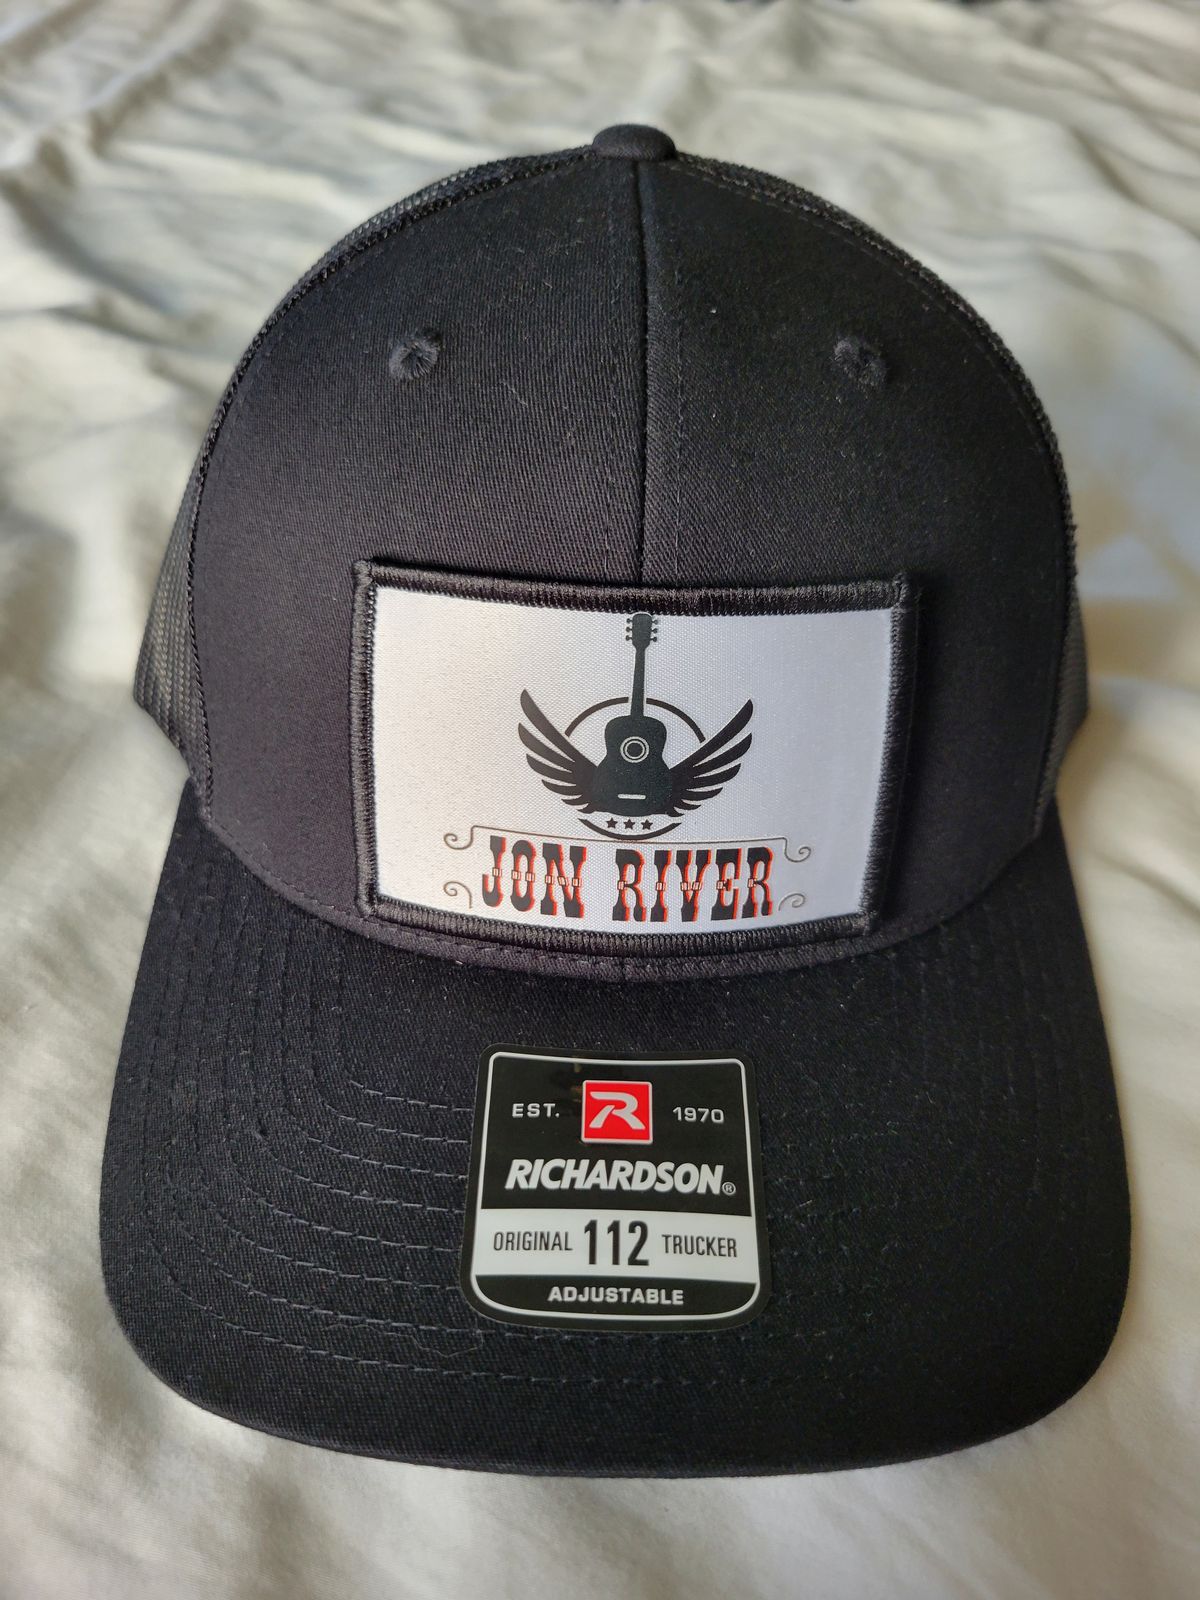 JON RIVER
EST. R 1970
RICHARDSON®
ORIGINAL 112 TRUCKER
ADJUSTABLE